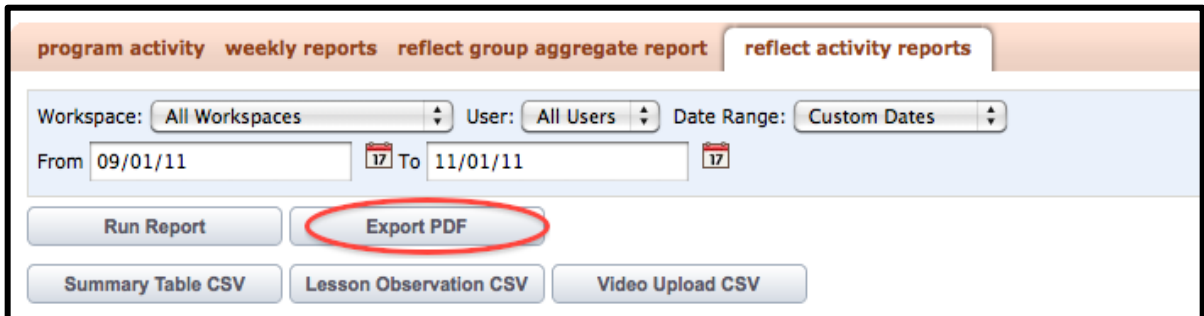 program activity weekly reports reflect group aggregate report reflect activity reports
Workspace: All Workspaces User: All Users Date Range: Custom Dates
From 09/01/11 17 To 11/01/11 17
Run Report Export PDF
Summary Table CSV Lesson Observation CSV Video Upload CSV